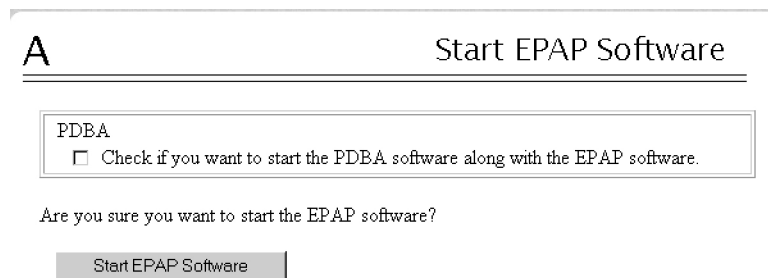 A Start EPAP Software
PDBA
Check if you want to start the PDBA software along with the EPAP software.
Are you sure you want to start the EPAP software?
Start EPAP Software